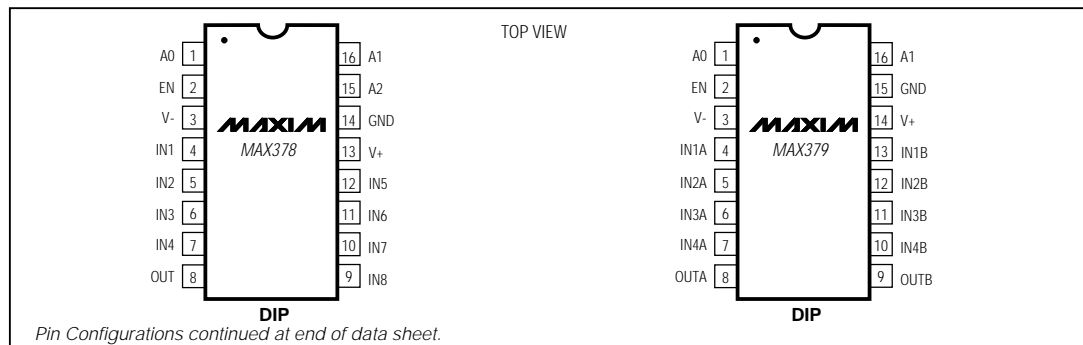 TOP VIEW
A0 1 16 A1
EN 2 15 A2
V- 3 14 GND
IN1 4 13 V+
IN2 5 12 IN5
IN3 6 11 IN6
IN4 7 10 IN7
OUT 8 9 IN8
MAXIM
MAX378
DIP
A0 1 16 A1
EN 2 15 GND
V- 3 14 V+
IN1A 4 13 IN1B
IN2A 5 12 IN2B
IN3A 6 11 IN3B
IN4A 7 10 IN4B
OUTA 8 9 OUTB
MAXIM
MAX379
DIP
Pin Configurations continued at end of data sheet.